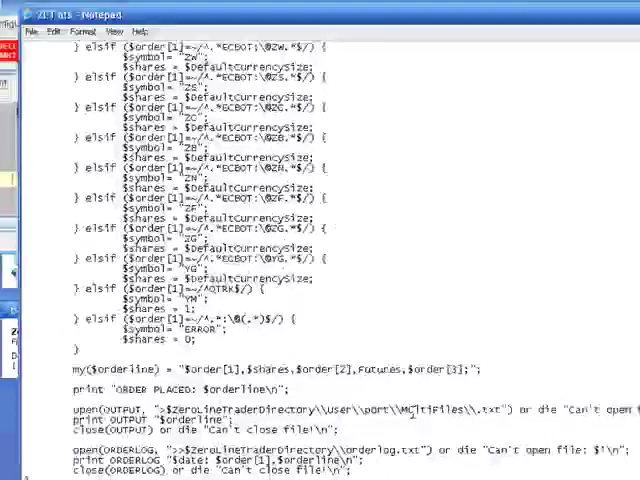 - Notepad
File Edit Format View Help
} elsif ($order[1]=~/^.*ECBOT:\@ZW.*$/) {
$symbol= "ZW";
$shares = $DefaultCurrencySize;
} elsif ($order[1]=~/^.*ECBOT:\@ZS.*$/) {
$symbol= "ZS";
$shares = $DefaultCurrencySize;
} elsif ($order[1]=~/^.*ECBOT:\@ZC.*$/) {
$symbol= "ZC";
$shares = $DefaultCurrencySize;
} elsif ($order[1]=~/^.*ECBOT:\@ZB.*$/) {
$symbol= "ZB";
$shares = $DefaultCurrencySize;
} elsif ($order[1]=~/^.*ECBOT:\@ZN.*$/) {
$symbol= "ZN";
$shares = $DefaultCurrencySize;
} elsif ($order[1]=~/^.*ECBOT:\@ZF.*$/) {
$symbol= "ZF";
$shares = $DefaultCurrencySize;
} elsif ($order[1]=~/^.*ECBOT:\@ZG.*$/) {
$symbol= "ZG";
$shares = $DefaultCurrencySize;
} elsif ($order[1]=~/^.*ECBOT:\@YG.*$/) {
$symbol= "YG";
$shares = $DefaultCurrencySize;
} elsif ($order[1]=~/^QTRK$/) {
$symbol= "YM";
$shares = 1;
} elsif ($order[1]=~/^.*:\@(.*)$/) {
$symbol= "ERROR";
$shares = 0;
}
my($orderline) = "$order[1],$shares,$order[2],Futures,$order[3];";
print "ORDER PLACED: $orderline\n";
open(OUTPUT, ">$ZeroLineTraderDirectory\\user\\port\\MCltiFiles\\.txt") or die "Can't open f
print OUTPUT "$orderline";
close(OUTPUT) or die "Can't close file!\n";
open(ORDERLOG, ">>$ZeroLineTraderDirectory\\orderlog.txt") or die "Can't open file: $!\n";
print ORDERLOG "$date: $order[1],$orderline\n";
close(ORDERLOG) or die "Can't close file!\n";